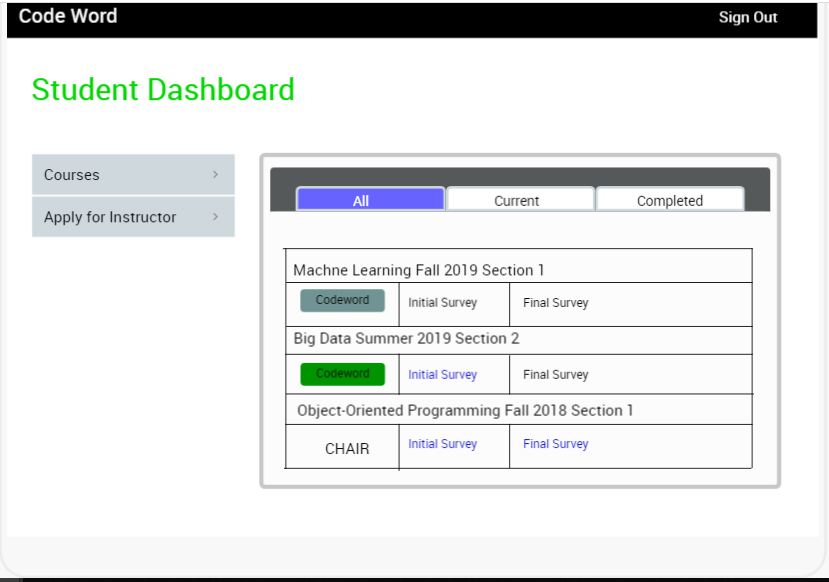 Code Word
Sign Out
Student Dashboard
Courses
Apply for Instructor
All
Current
Completed
Machne Learning Fall 2019 Section 1
Codeword
Initial Survey
Final Survey
Big Data Summer 2019 Section 2
Codeword
Initial Survey
Final Survey
Object-Oriented Programming Fall 2018 Section 1
CHAIR
Initial Survey
Final Survey